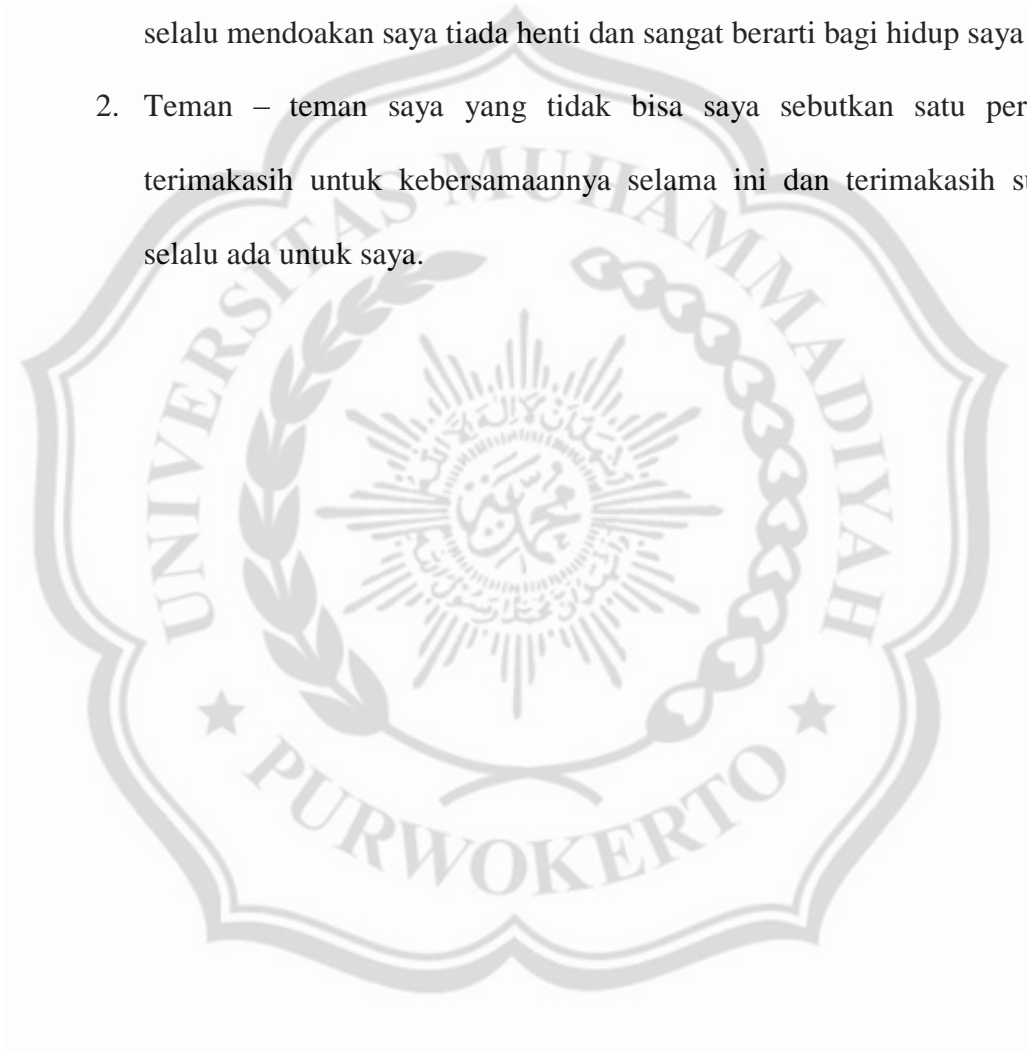 selalu mendoakan saya tiada henti dan sangat berarti bagi hidup saya
2. Teman – teman saya yang tidak bisa saya sebutkan satu per
terimakasih untuk kebersamaannya selama ini dan terimakasih
selalu ada untuk saya.
UNIVERSITAS MUHAMMADIYAH
PURWOKERTO